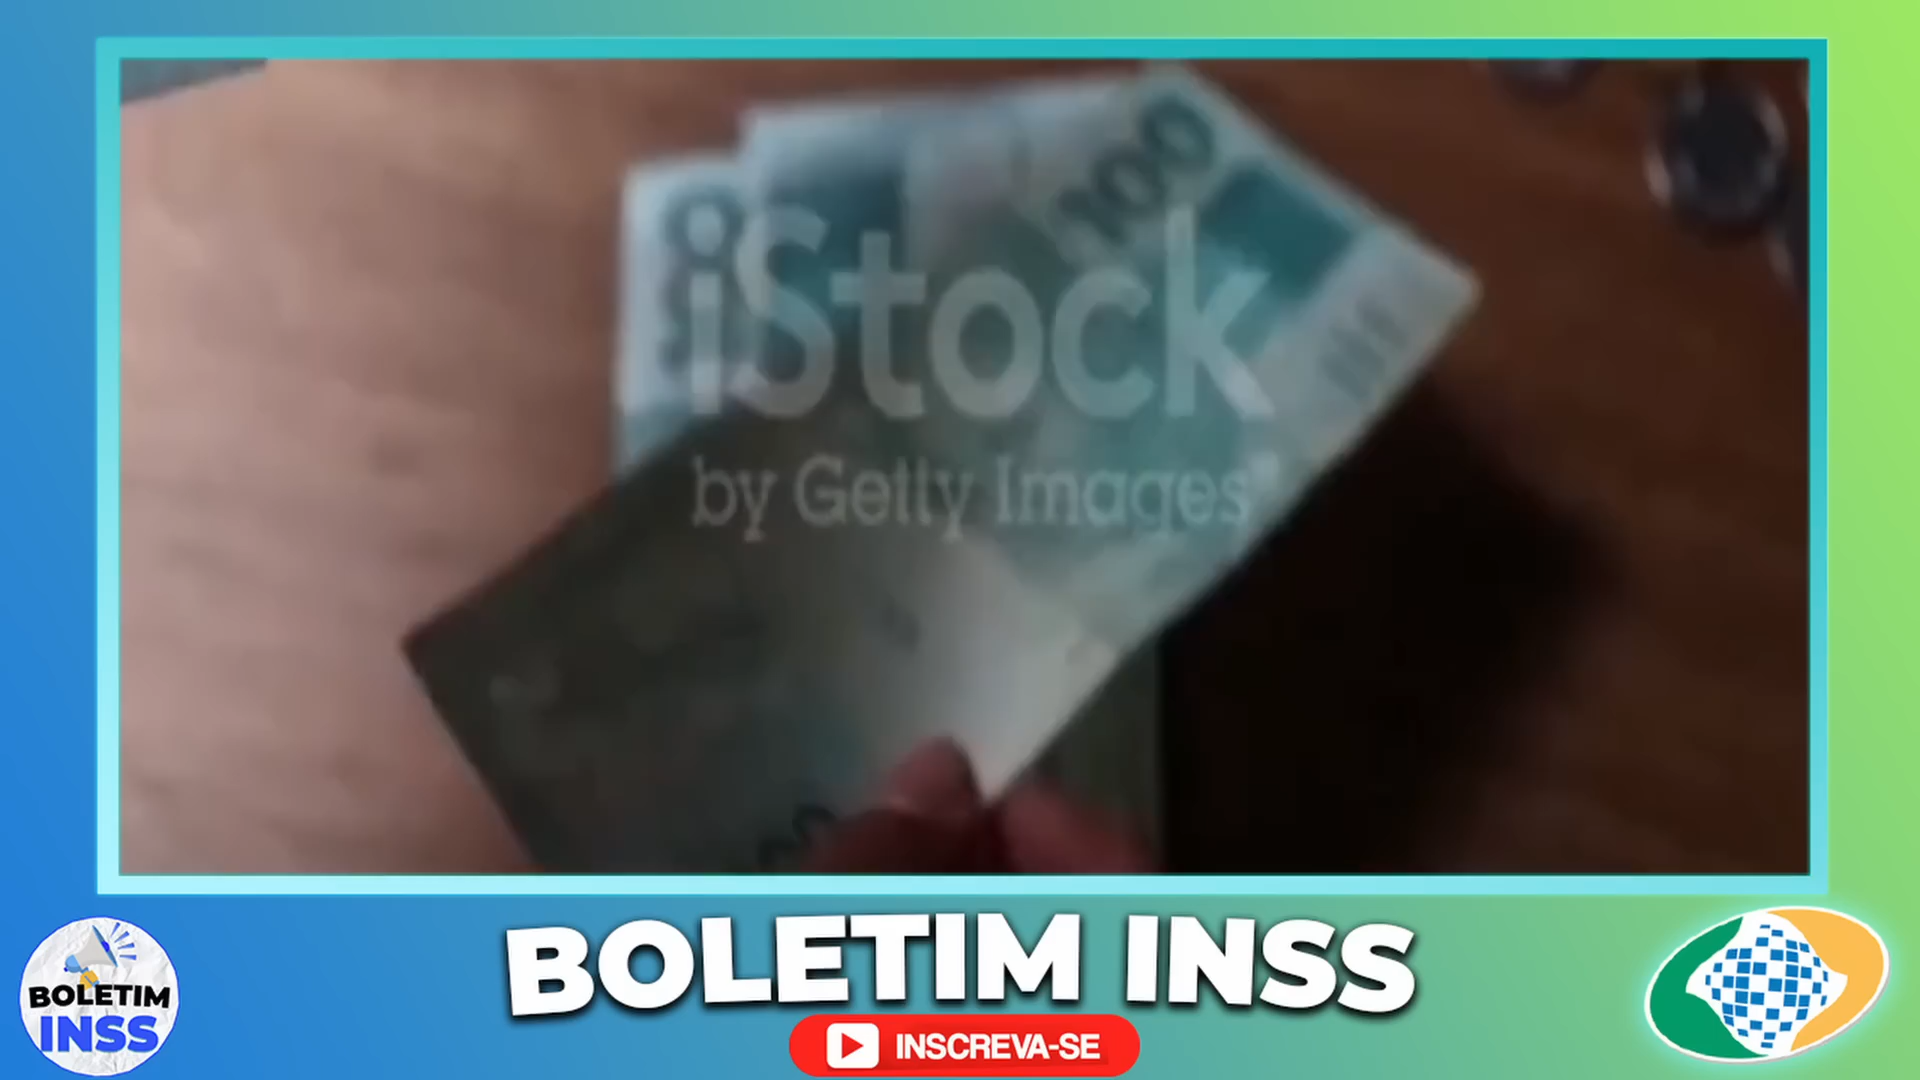 100
iStock
by Getty Images
BOLETIM INSS
BOLETIM
INSS
INSCREVA-SE